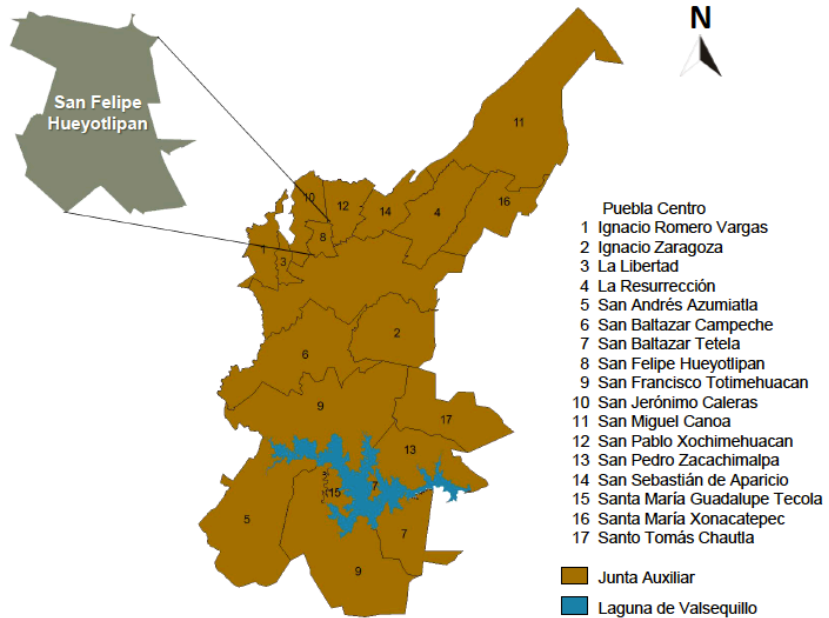 N
San Felipe
Hueyotlipan
11
10
12
14
4
16
8
1
3
2
6
9
17
13
15
7
5
7
9
Puebla Centro
1 Ignacio Romero Vargas
2 Ignacio Zaragoza
3 La Libertad
4 La Resurrección
5 San Andrés Azumiatla
6 San Baltazar Campeche
7 San Baltazar Tetela
8 San Felipe Hueyotlipan
9 San Francisco Totimehuacan
10 San Jerónimo Caleras
11 San Miguel Canoa
12 San Pablo Xochimehuacan
13 San Pedro Zacachimalpa
14 San Sebastián de Aparicio
15 Santa María Guadalupe Tecola
16 Santa María Xonacatepec
17 Santo Tomás Chautla
Junta Auxiliar
Laguna de Valsequillo